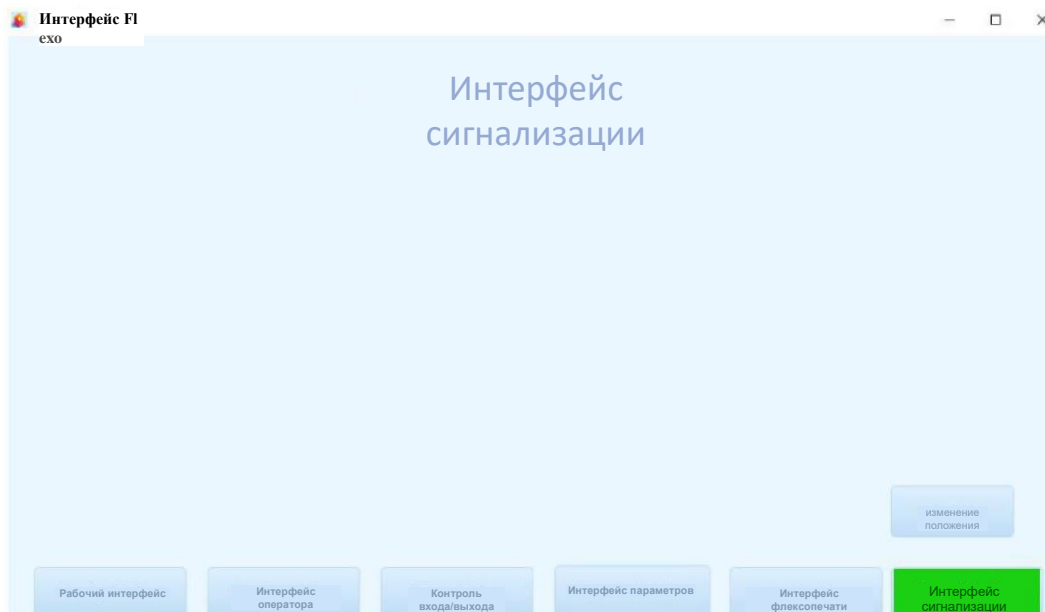 Интерфейс Fl
exo
Интерфейс
сигнализации
изменение
положения
Рабочий интерфейс
Интерфейс
оператора
Контроль
входа/выхода
Интерфейс параметров
Интерфейс
флексопечати
Интерфейс
сигнализации